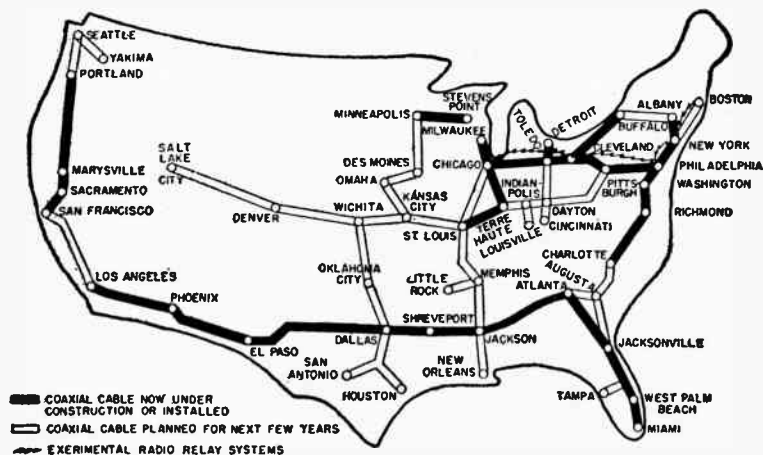 SEATTLE
YAKIMA
PORTLAND
MARYSVILLE
SACRAMENTO
SAN FRANCISCO
LOS ANGELES
PHOENIX
EL PASO
SALT
LAKE
CITY
DENVER
WICHITA
OKLAHOMA
CITY
DALLAS
SAN
ANTONIO
HOUSTON
MINNEAPOLIS
STEVENS
POINT
MILWAUKEE
DES MOINES
OMAHA
KANSAS
CITY
CHICAGO
ST. LOUIS
TERRE
HAUTE
INDIAN-
POLIS
LOUISVILLE
DAYTON
CINCINNATI
TOLEDO
DETROIT
CLEVELAND
BUFFALO
ALBANY
BOSTON
NEW YORK
PHILADELPHIA
PITTS-
BURGH
WASHINGTON
RICHMOND
CHARLOTTE
AUGUSTA
ATLANTA
LITTLE
ROCK
MEMPHIS
SHREVEPORT
JACKSON
NEW
ORLEANS
JACKSONVILLE
TAMPA
WEST PALM
BEACH
MIAMI
COAXIAL CABLE NOW UNDER
CONSTRUCTION OR INSTALLED
COAXIAL CABLE PLANNED FOR NEXT FEW YEARS
EXERIMENTAL RADIO RELAY SYSTEMS